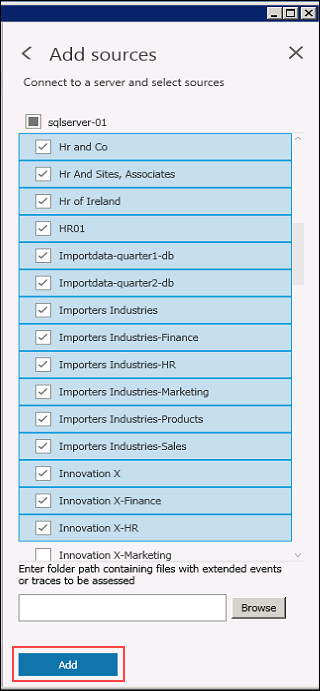 Add sources
Connect to a server and select sources
sqlserver-01
Hr and Co
Hr And Sites, Associates
Hr of Ireland
HR01
Importdata-quarter1-db
Importdata-quarter2-db
Importers Industries
Importers Industries-Finance
Importers Industries-HR
Importers Industries-Marketing
Importers Industries-Products
Importers Industries-Sales
Innovation X
Innovation X-Finance
Innovation X-HR
Innovation X-Marketing
Enter folder path containing files with extended events
or traces to be assessed
Browse
Add